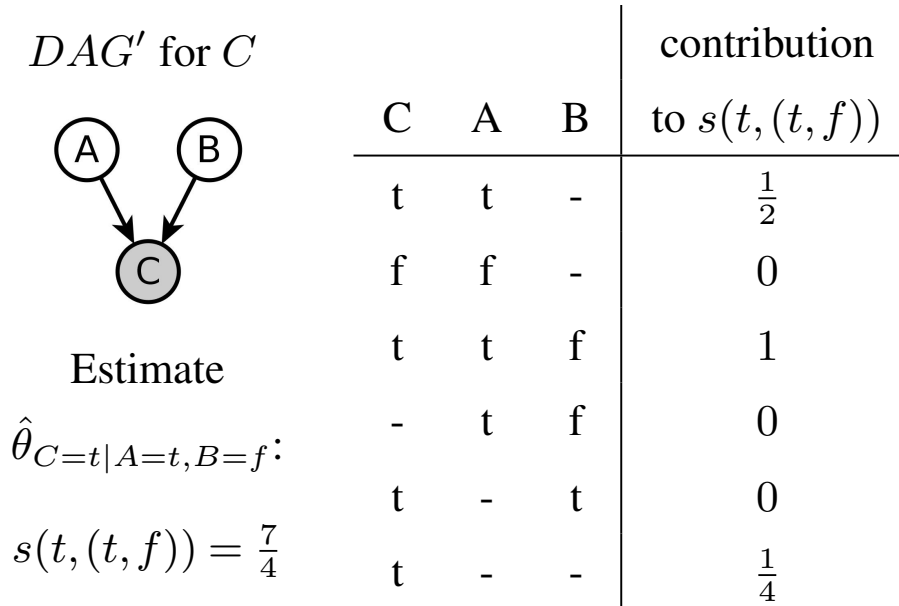 DAG′ for C
A B
C
Estimate
θ̂_{C=t|A=t,B=f}:
s(t,(t,f)) = 7/4
contribution
C A B to s(t,(t,f))
t t - 1/2
f f - 0
t t f 1
- t f 0
t - t 0
t - - 1/4